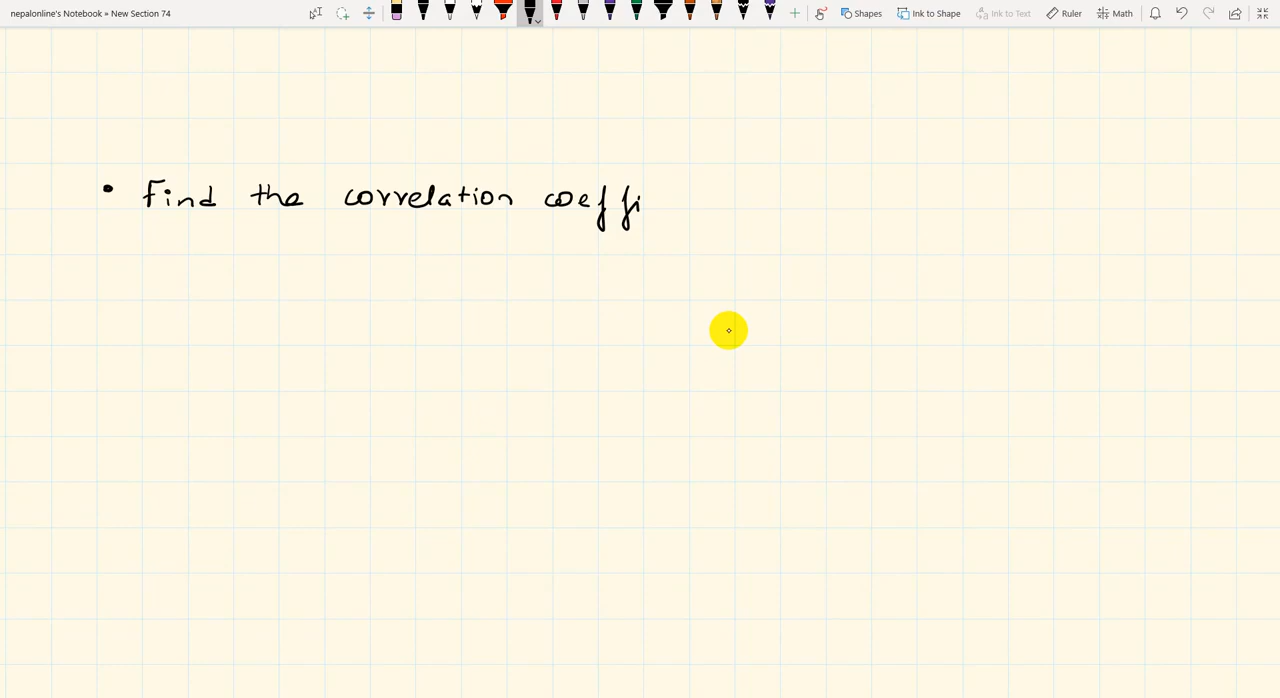 nepalonline's Notebook » New Section 74
Shapes Ink to Shape Ink to Text Ruler Math
• Find the correlation coeffi